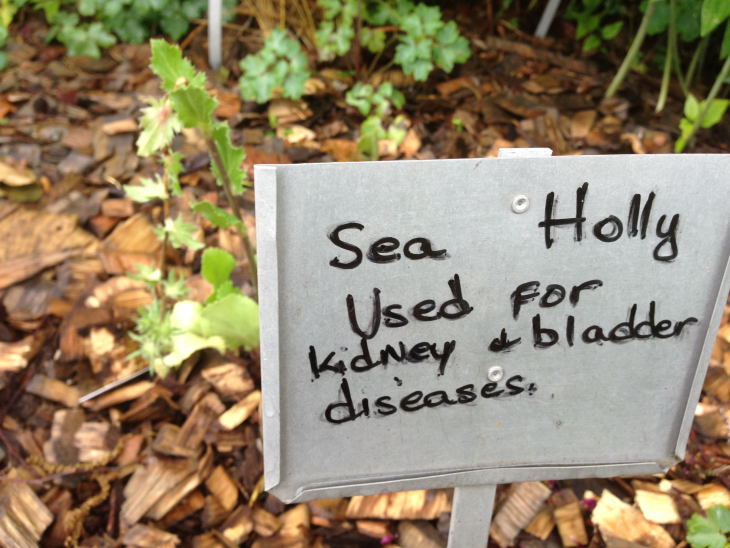 Sea Holly
Used for
kidney & bladder
diseases.